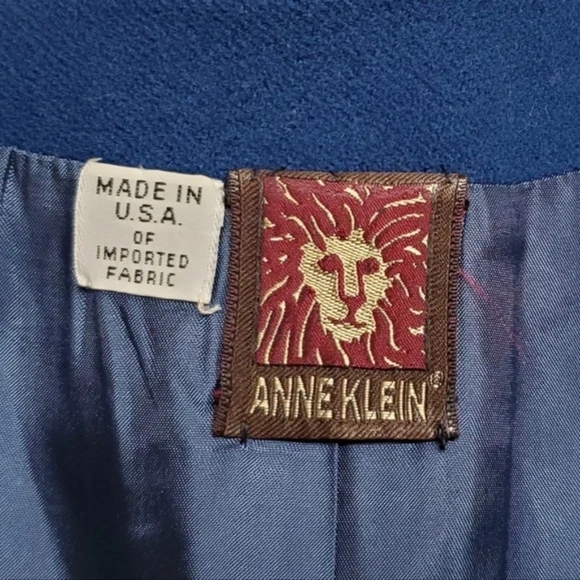 MADE IN
U.S.A.
OF
IMPORTED
FABRIC
ANNE KLEIN®